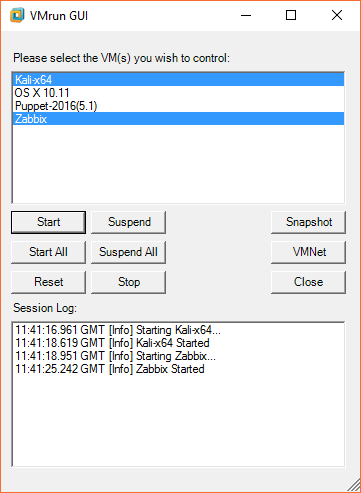 VMrun GUI
Please select the VM(s) you wish to control:
Kali-x64
OS X 10.11
Puppet-2016(5.1)
Zabbix
Start Suspend Snapshot
Start All Suspend All VMNet
Reset Stop Close
Session Log:
11:41:16.961 GMT [Info] Starting Kali-x64...
11:41:18.619 GMT [Info] Kali-x64 Started
11:41:18.951 GMT [Info] Starting Zabbix...
11:41:25.242 GMT [Info] Zabbix Started